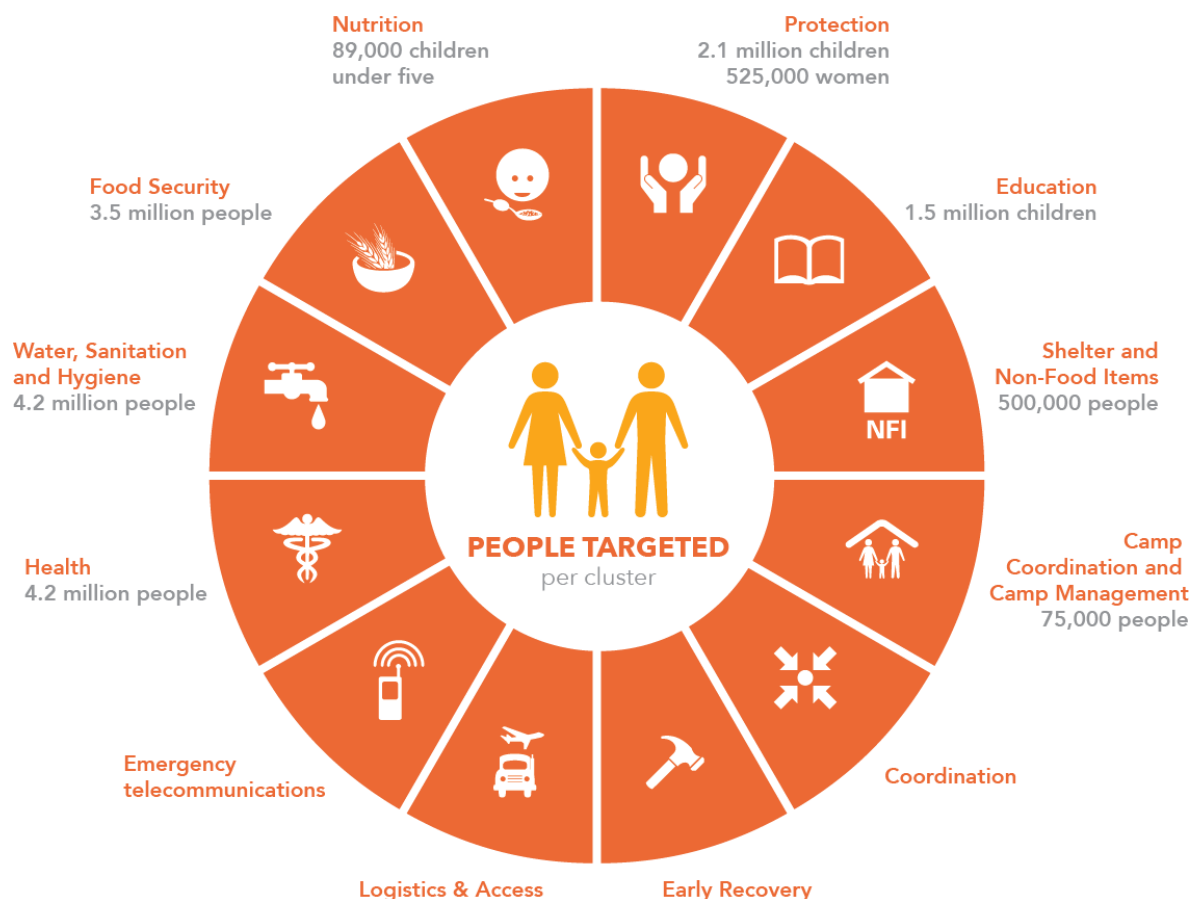 Nutrition
89,000 children
under five
Protection
2.1 million children
525,000 women
Food Security
3.5 million people
Education
1.5 million children
Water, Sanitation
and Hygiene
4.2 million people
Shelter and
Non-Food Items
500,000 people
NFI
PEOPLE TARGETED
per cluster
Health
4.2 million people
Camp
Coordination and
Camp Management
75,000 people
Emergency
telecommunications
Coordination
Logistics & Access
Early Recovery